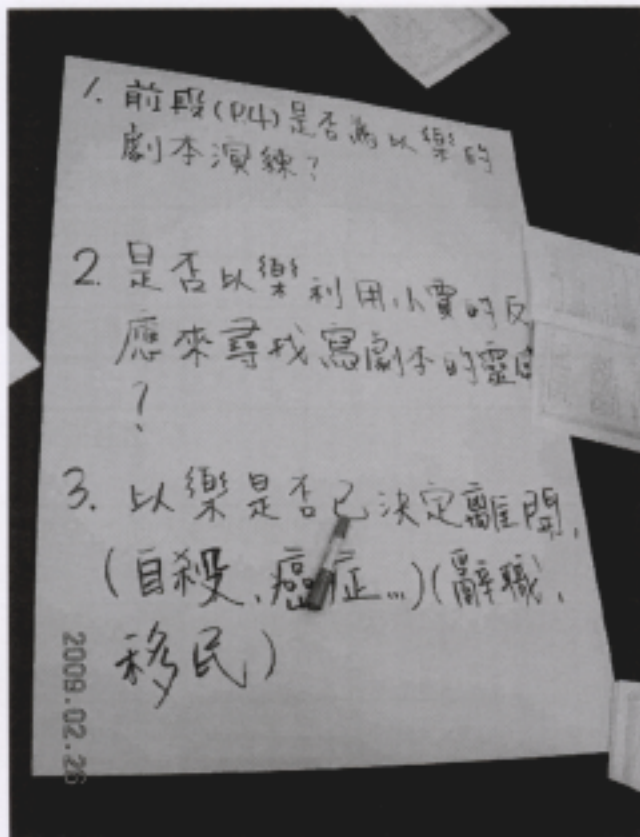 1. 前段(P4)是否為以樂的
劇本演練?
2. 是否以樂利用小寶的反
應來尋找寫劇本的靈
?
3. 以樂是否已決定離開,
(自殺、癌症...)(辭職、
移民)
2009.02.26